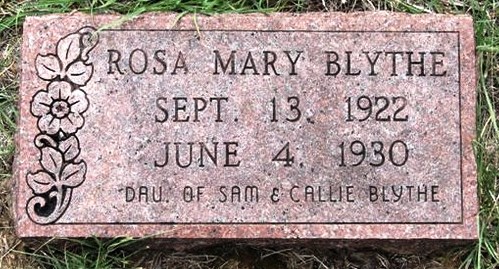 ROSA MARY BLYTHE
SEPT. 13, 1922
JUNE 4, 1930
DAU. OF SAM & CALLIE BLYTHE